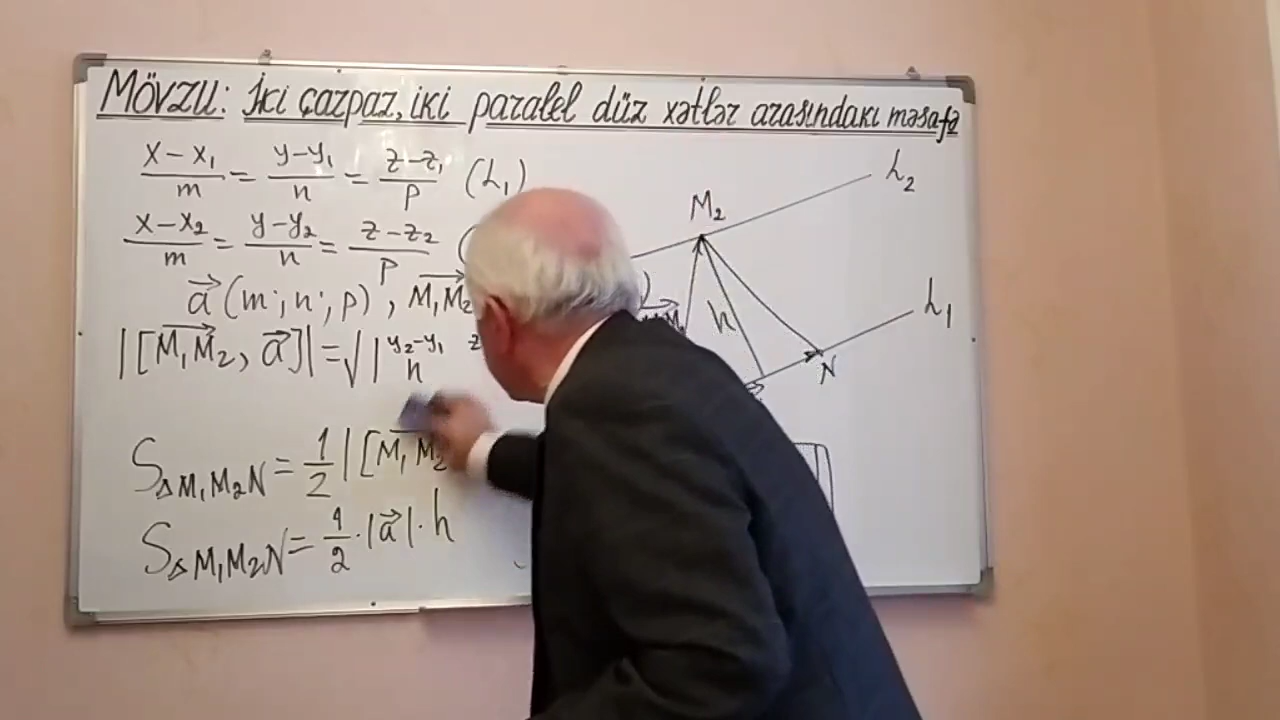 MÖVZU: İki çarpaz, iki paralel düz xətlər arasındakı məsafə
x-x₁/m = y-y₁/n = z-z₁/p (L₁)
x-x₂/m = y-y₂/n = z-z₂/p (
a⃗ (m; n; p), M₁M₂
|[M₁M₂, a⃗]| = √| y₂-y₁ z
n
S△M₁M₂N = 1/2 |[M₁M₂
S△M₁M₂N = 1/2 · |a⃗| · h
L₂
M₂
L₁
h
N